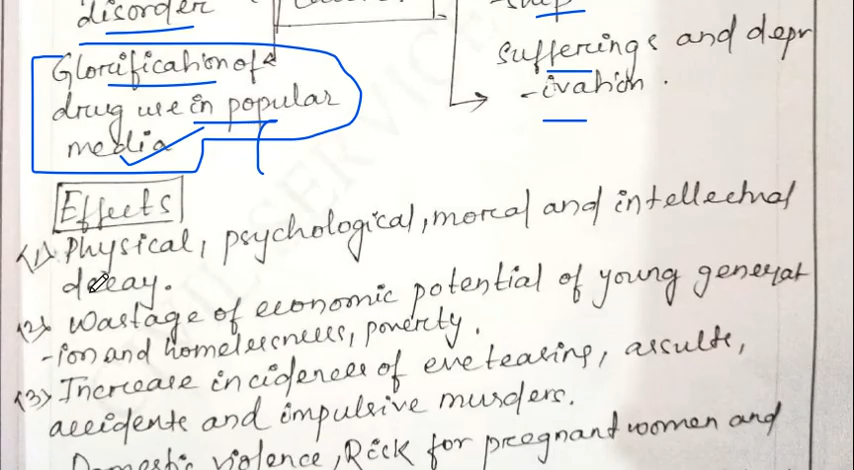 disorder
Glorification of
drug use in popular
media
sufferings and depr
-ivation.
Effects
(1) Physical, psychological, moral and intellectual
decay.
(2) Wastage of economic potential of young generat
-ion and homelessness, poverty.
(3) Increase incidences of eve teasing, assults,
accidents and impulsive murders.
Domestic violence, Risk for pregnant women and